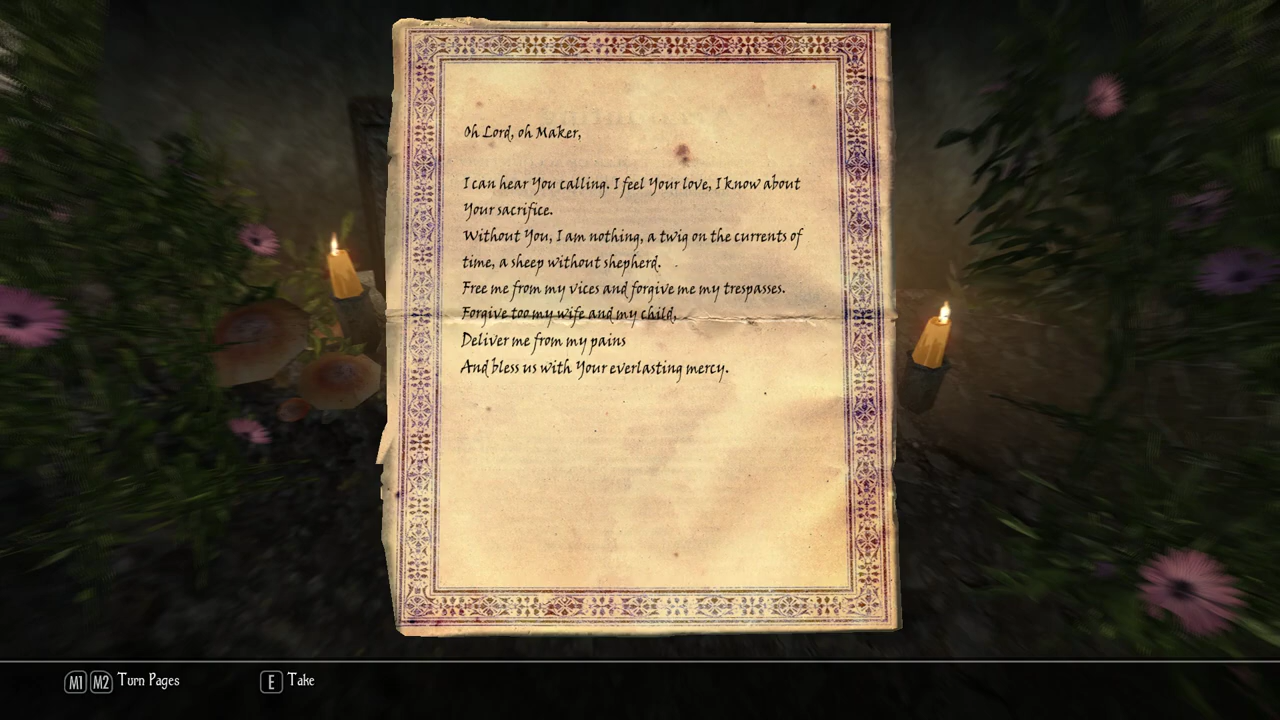 Oh Lord, oh Maker,
I can hear You calling. I feel Your love, I know about
Your sacrifice.
Without You, I am nothing, a twig on the currents of
time, a sheep without shepherd.
Free me from my vices and forgive me my trespasses.
Forgive too my wife and my child,
Deliver me from my pains
And bless us with Your everlasting mercy.
M1 M2 Turn Pages
E Take